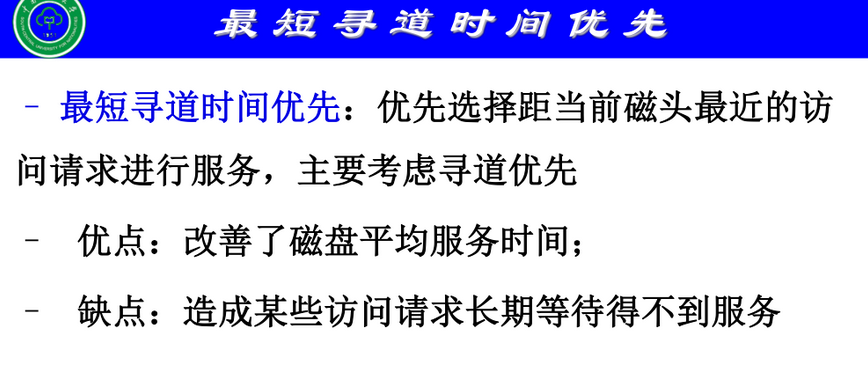 最短寻道时间优先
- 最短寻道时间优先：优先选择距当前磁头最近的访
问请求进行服务，主要考虑寻道优先
- 优点：改善了磁盘平均服务时间；
- 缺点：造成某些访问请求长期等待得不到服务